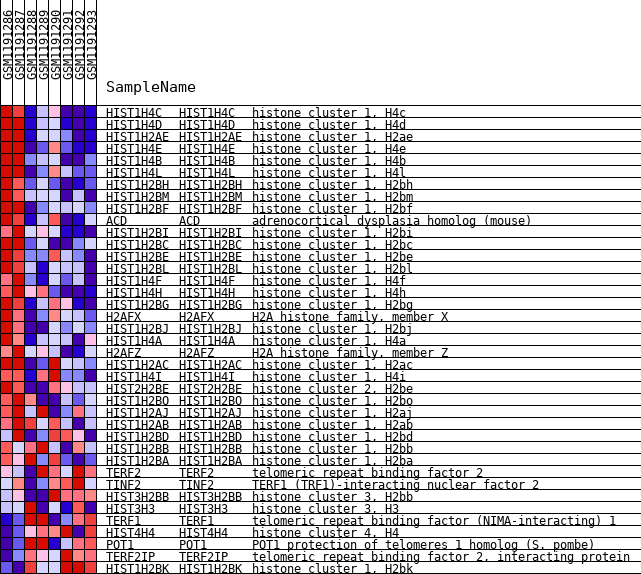 GSM1191286
GSM1191287
GSM1191288
GSM1191289
GSM1191290
GSM1191291
GSM1191292
GSM1191293
SampleName
HIST1H4C HIST1H4C histone cluster 1, H4c
HIST1H4D HIST1H4D histone cluster 1, H4d
HIST1H2AE HIST1H2AE histone cluster 1, H2ae
HIST1H4E HIST1H4E histone cluster 1, H4e
HIST1H4B HIST1H4B histone cluster 1, H4b
HIST1H4L HIST1H4L histone cluster 1, H4l
HIST1H2BH HIST1H2BH histone cluster 1, H2bh
HIST1H2BM HIST1H2BM histone cluster 1, H2bm
HIST1H2BF HIST1H2BF histone cluster 1, H2bf
ACD ACD adrenocortical dysplasia homolog (mouse)
HIST1H2BI HIST1H2BI histone cluster 1, H2bi
HIST1H2BC HIST1H2BC histone cluster 1, H2bc
HIST1H2BE HIST1H2BE histone cluster 1, H2be
HIST1H2BL HIST1H2BL histone cluster 1, H2bl
HIST1H4F HIST1H4F histone cluster 1, H4f
HIST1H4H HIST1H4H histone cluster 1, H4h
HIST1H2BG HIST1H2BG histone cluster 1, H2bg
H2AFX H2AFX H2A histone family, member X
HIST1H2BJ HIST1H2BJ histone cluster 1, H2bj
HIST1H4A HIST1H4A histone cluster 1, H4a
H2AFZ H2AFZ H2A histone family, member Z
HIST1H2AC HIST1H2AC histone cluster 1, H2ac
HIST1H4I HIST1H4I histone cluster 1, H4i
HIST2H2BE HIST2H2BE histone cluster 2, H2be
HIST1H2BO HIST1H2BO histone cluster 1, H2bo
HIST1H2AJ HIST1H2AJ histone cluster 1, H2aj
HIST1H2AB HIST1H2AB histone cluster 1, H2ab
HIST1H2BD HIST1H2BD histone cluster 1, H2bd
HIST1H2BB HIST1H2BB histone cluster 1, H2bb
HIST1H2BA HIST1H2BA histone cluster 1, H2ba
TERF2 TERF2 telomeric repeat binding factor 2
TINF2 TINF2 TERF1 (TRF1)-interacting nuclear factor 2
HIST3H2BB HIST3H2BB histone cluster 3, H2bb
HIST3H3 HIST3H3 histone cluster 3, H3
TERF1 TERF1 telomeric repeat binding factor (NIMA-interacting) 1
HIST4H4 HIST4H4 histone cluster 4, H4
POT1 POT1 POT1 protection of telomeres 1 homolog (S. pombe)
TERF2IP TERF2IP telomeric repeat binding factor 2, interacting protein
HIST1H2BK HIST1H2BK histone cluster 1, H2bk